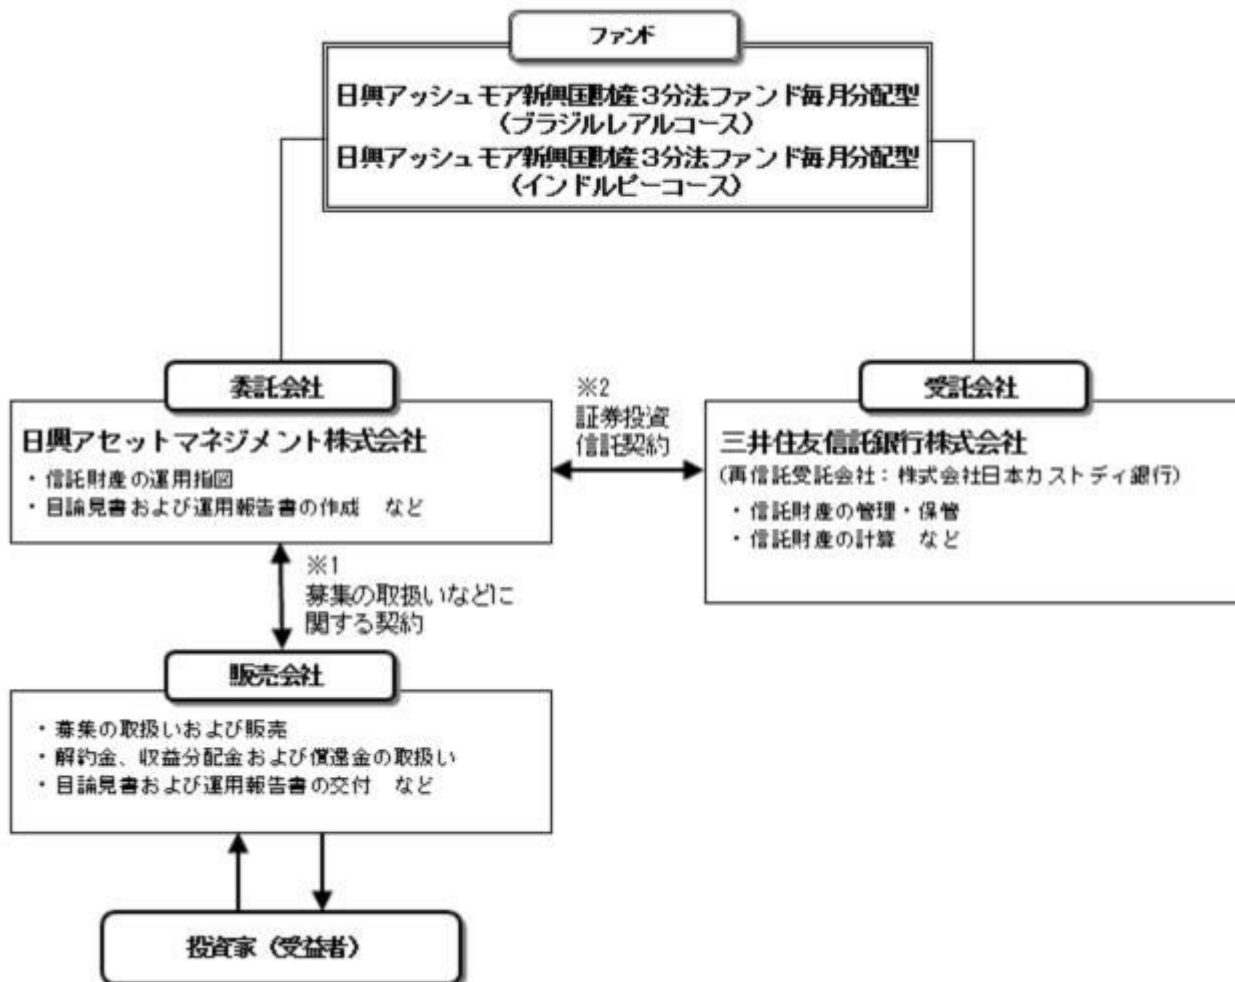 ファンド
日興アッシュモア新興国財産3分法ファンド毎月分配型
(ブラジルレアルコース)
日興アッシュモア新興国財産3分法ファンド毎月分配型
(インドルピーコース)
委託会社
日興アセットマネジメント株式会社
・信託財産の運用指図
・目論見書および運用報告書の作成 など
※2
証券投資
信託契約
受託会社
三井住友信託銀行株式会社
(再信託受託会社:株式会社日本カストディ銀行)
・信託財産の管理・保管
・信託財産の計算 など
※1
募集の取扱いなどに
関する契約
販売会社
・募集の取扱いおよび販売
・解約金、収益分配金および償還金の取扱い
・目論見書および運用報告書の交付 など
投資家(受益者)